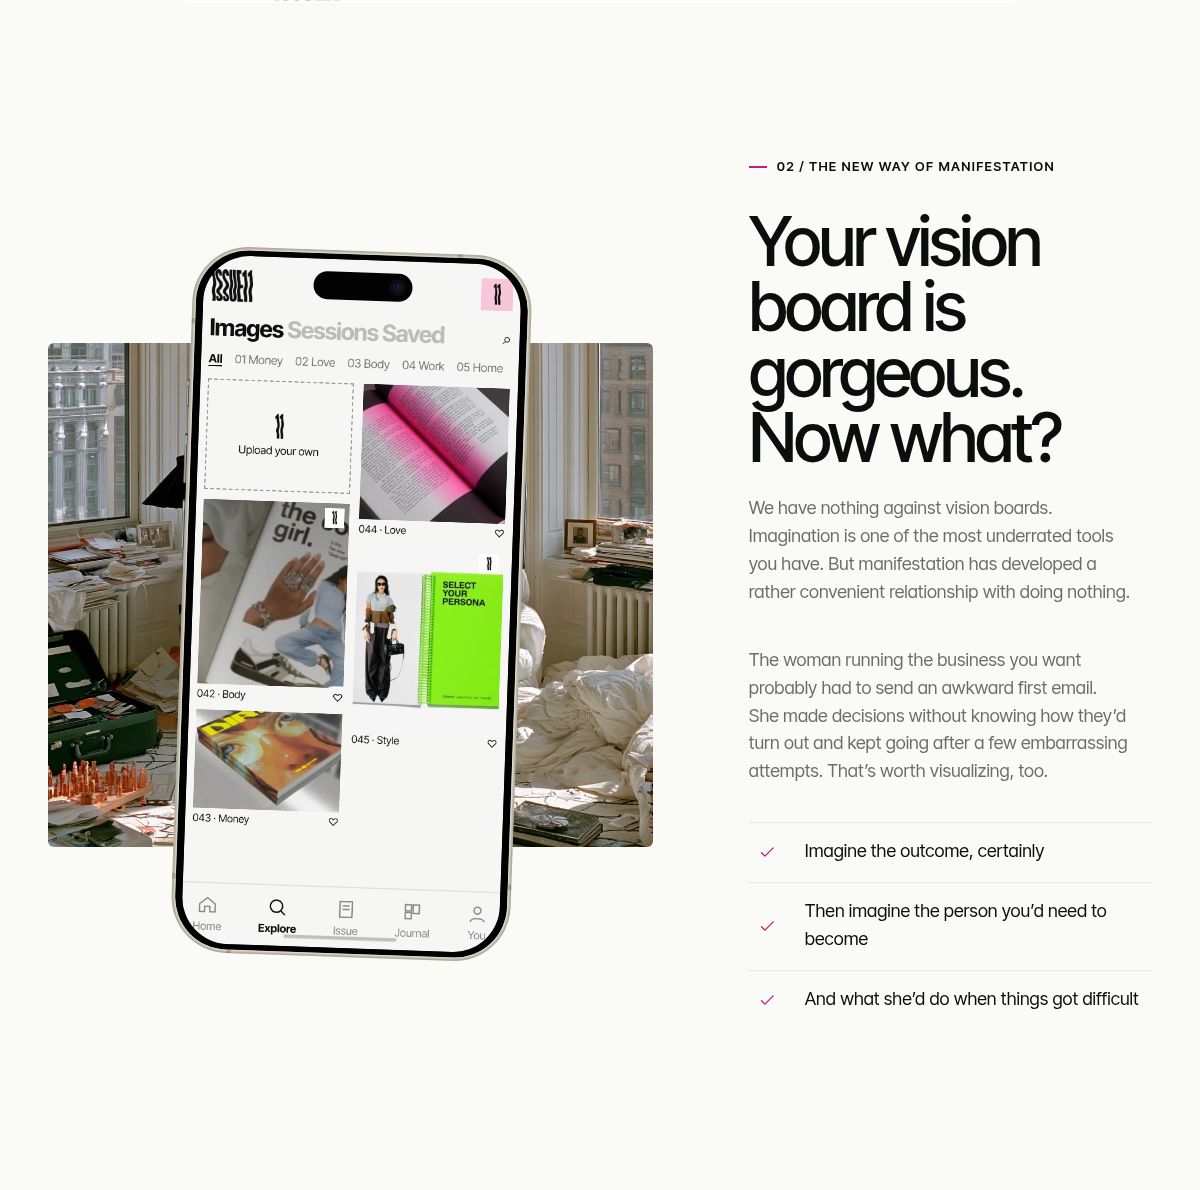 ISSUE11
11
Images Sessions Saved
All 01 Money 02 Love 03 Body 04 Work 05 Home
11
Upload your own
044 · Love
the
girl.
11
042 · Body
11
SELECT
YOUR
PERSONA
045 · Style
043 · Money
Home
Explore
Issue
Journal
You
02 / THE NEW WAY OF MANIFESTATION
Your vision
board is
gorgeous.
Now what?
We have nothing against vision boards.
Imagination is one of the most underrated tools
you have. But manifestation has developed a
rather convenient relationship with doing nothing.
The woman running the business you want
probably had to send an awkward first email.
She made decisions without knowing how they’d
turn out and kept going after a few embarrassing
attempts. That’s worth visualizing, too.
Imagine the outcome, certainly
Then imagine the person you’d need to
become
And what she’d do when things got difficult